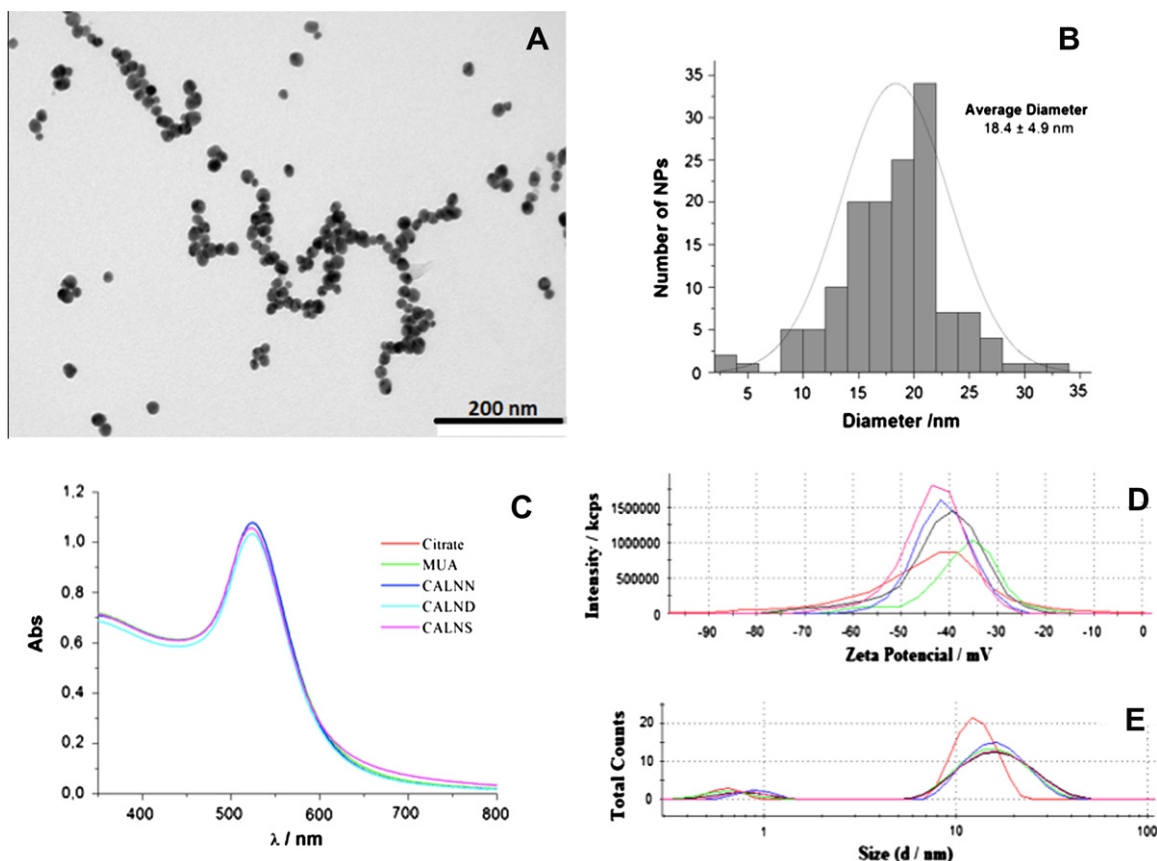 A
200 nm
B
Average Diameter
18.4 ± 4.9 nm
Number of NPs
35
30
25
20
15
10
5
0
5 10 15 20 25 30 35
Diameter /nm
C
Citrate
MUA
CALNN
CALND
CALNS
Abs
1,2
1,0
0,8
0,6
0,4
0,2
0,0
400 500 600 700 800
λ / nm
D
Intensity / kcps
1500000
1000000
500000
0
-90 -80 -70 -60 -50 -40 -30 -20 -10 0
Zeta Potencial / mV
E
Total Counts
20
10
0
1 10 100
Size (d / nm)